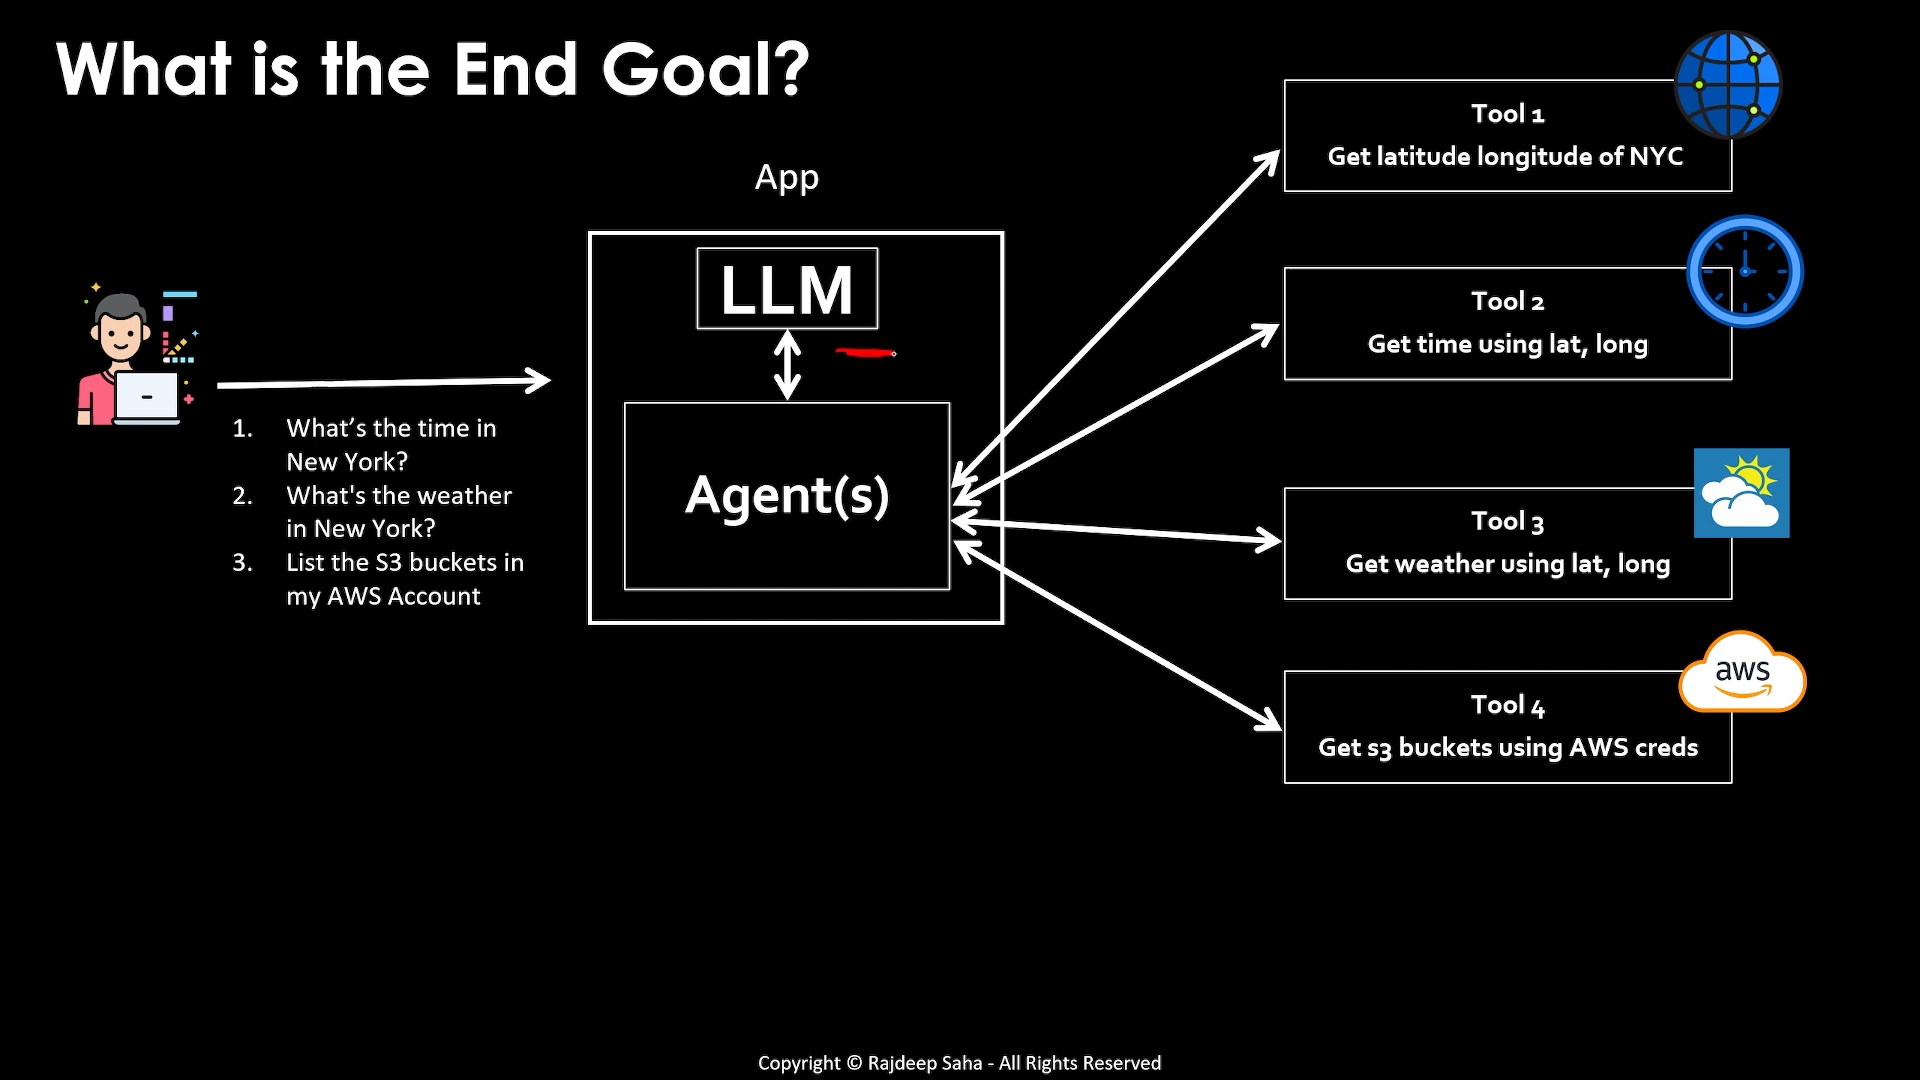 What is the End Goal?
App
LLM
Agent(s)
1. What’s the time in
New York?
2. What's the weather
in New York?
3. List the S3 buckets in
my AWS Account
Tool 1
Get latitude longitude of NYC
Tool 2
Get time using lat, long
Tool 3
Get weather using lat, long
aws
Tool 4
Get s3 buckets using AWS creds
Copyright © Rajdeep Saha - All Rights Reserved